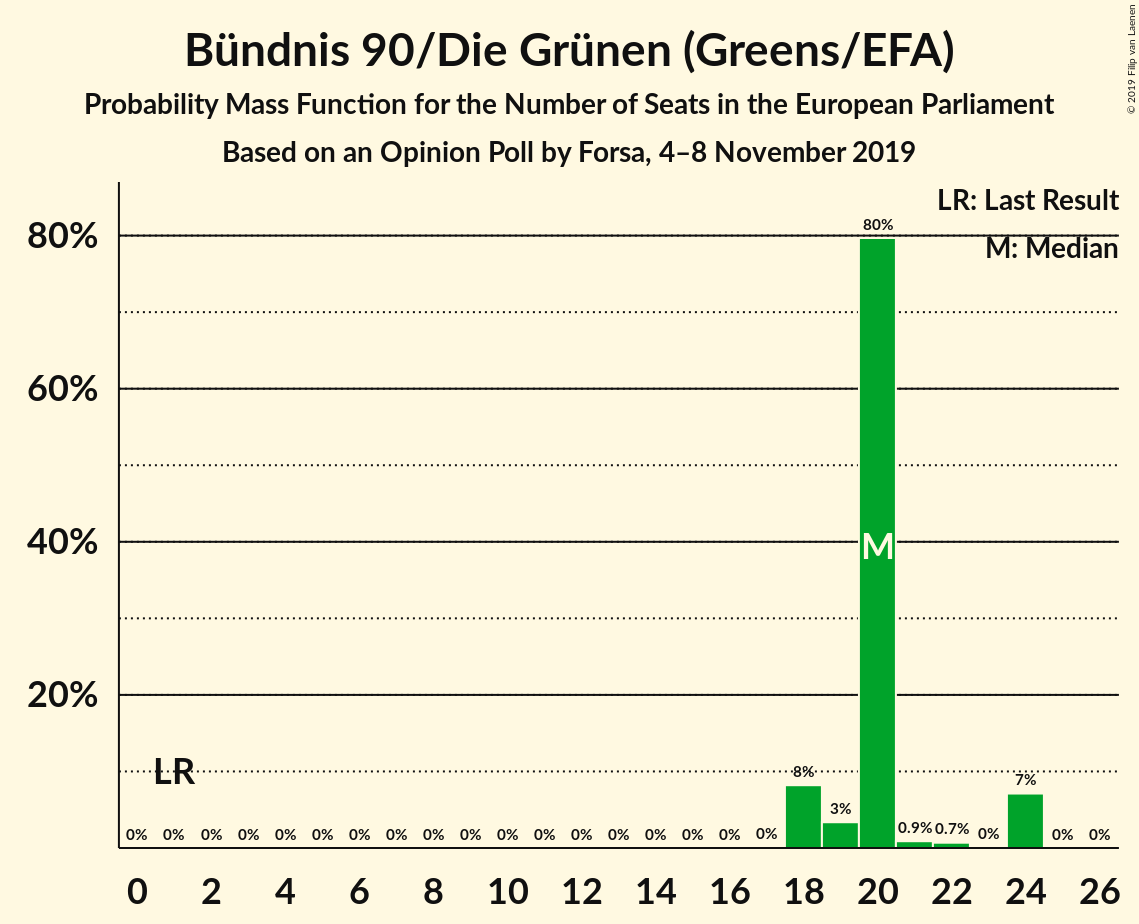 Bündnis 90/Die Grünen (Greens/EFA)
Probability Mass Function for the Number of Seats in the European Parliament
Based on an Opinion Poll by Forsa, 4–8 November 2019
© 2019 Filip van Laenen
LR: Last Result
M: Median
80%
60%
40%
20%
80%
M
LR
0% 0% 0% 0% 0% 0% 0% 0% 0% 0% 0% 0% 0% 0% 0% 0% 0% 0% 8% 3% 0.9% 0.7% 0% 7% 0% 0%
0 2 4 6 8 10 12 14 16 18 20 22 24 26